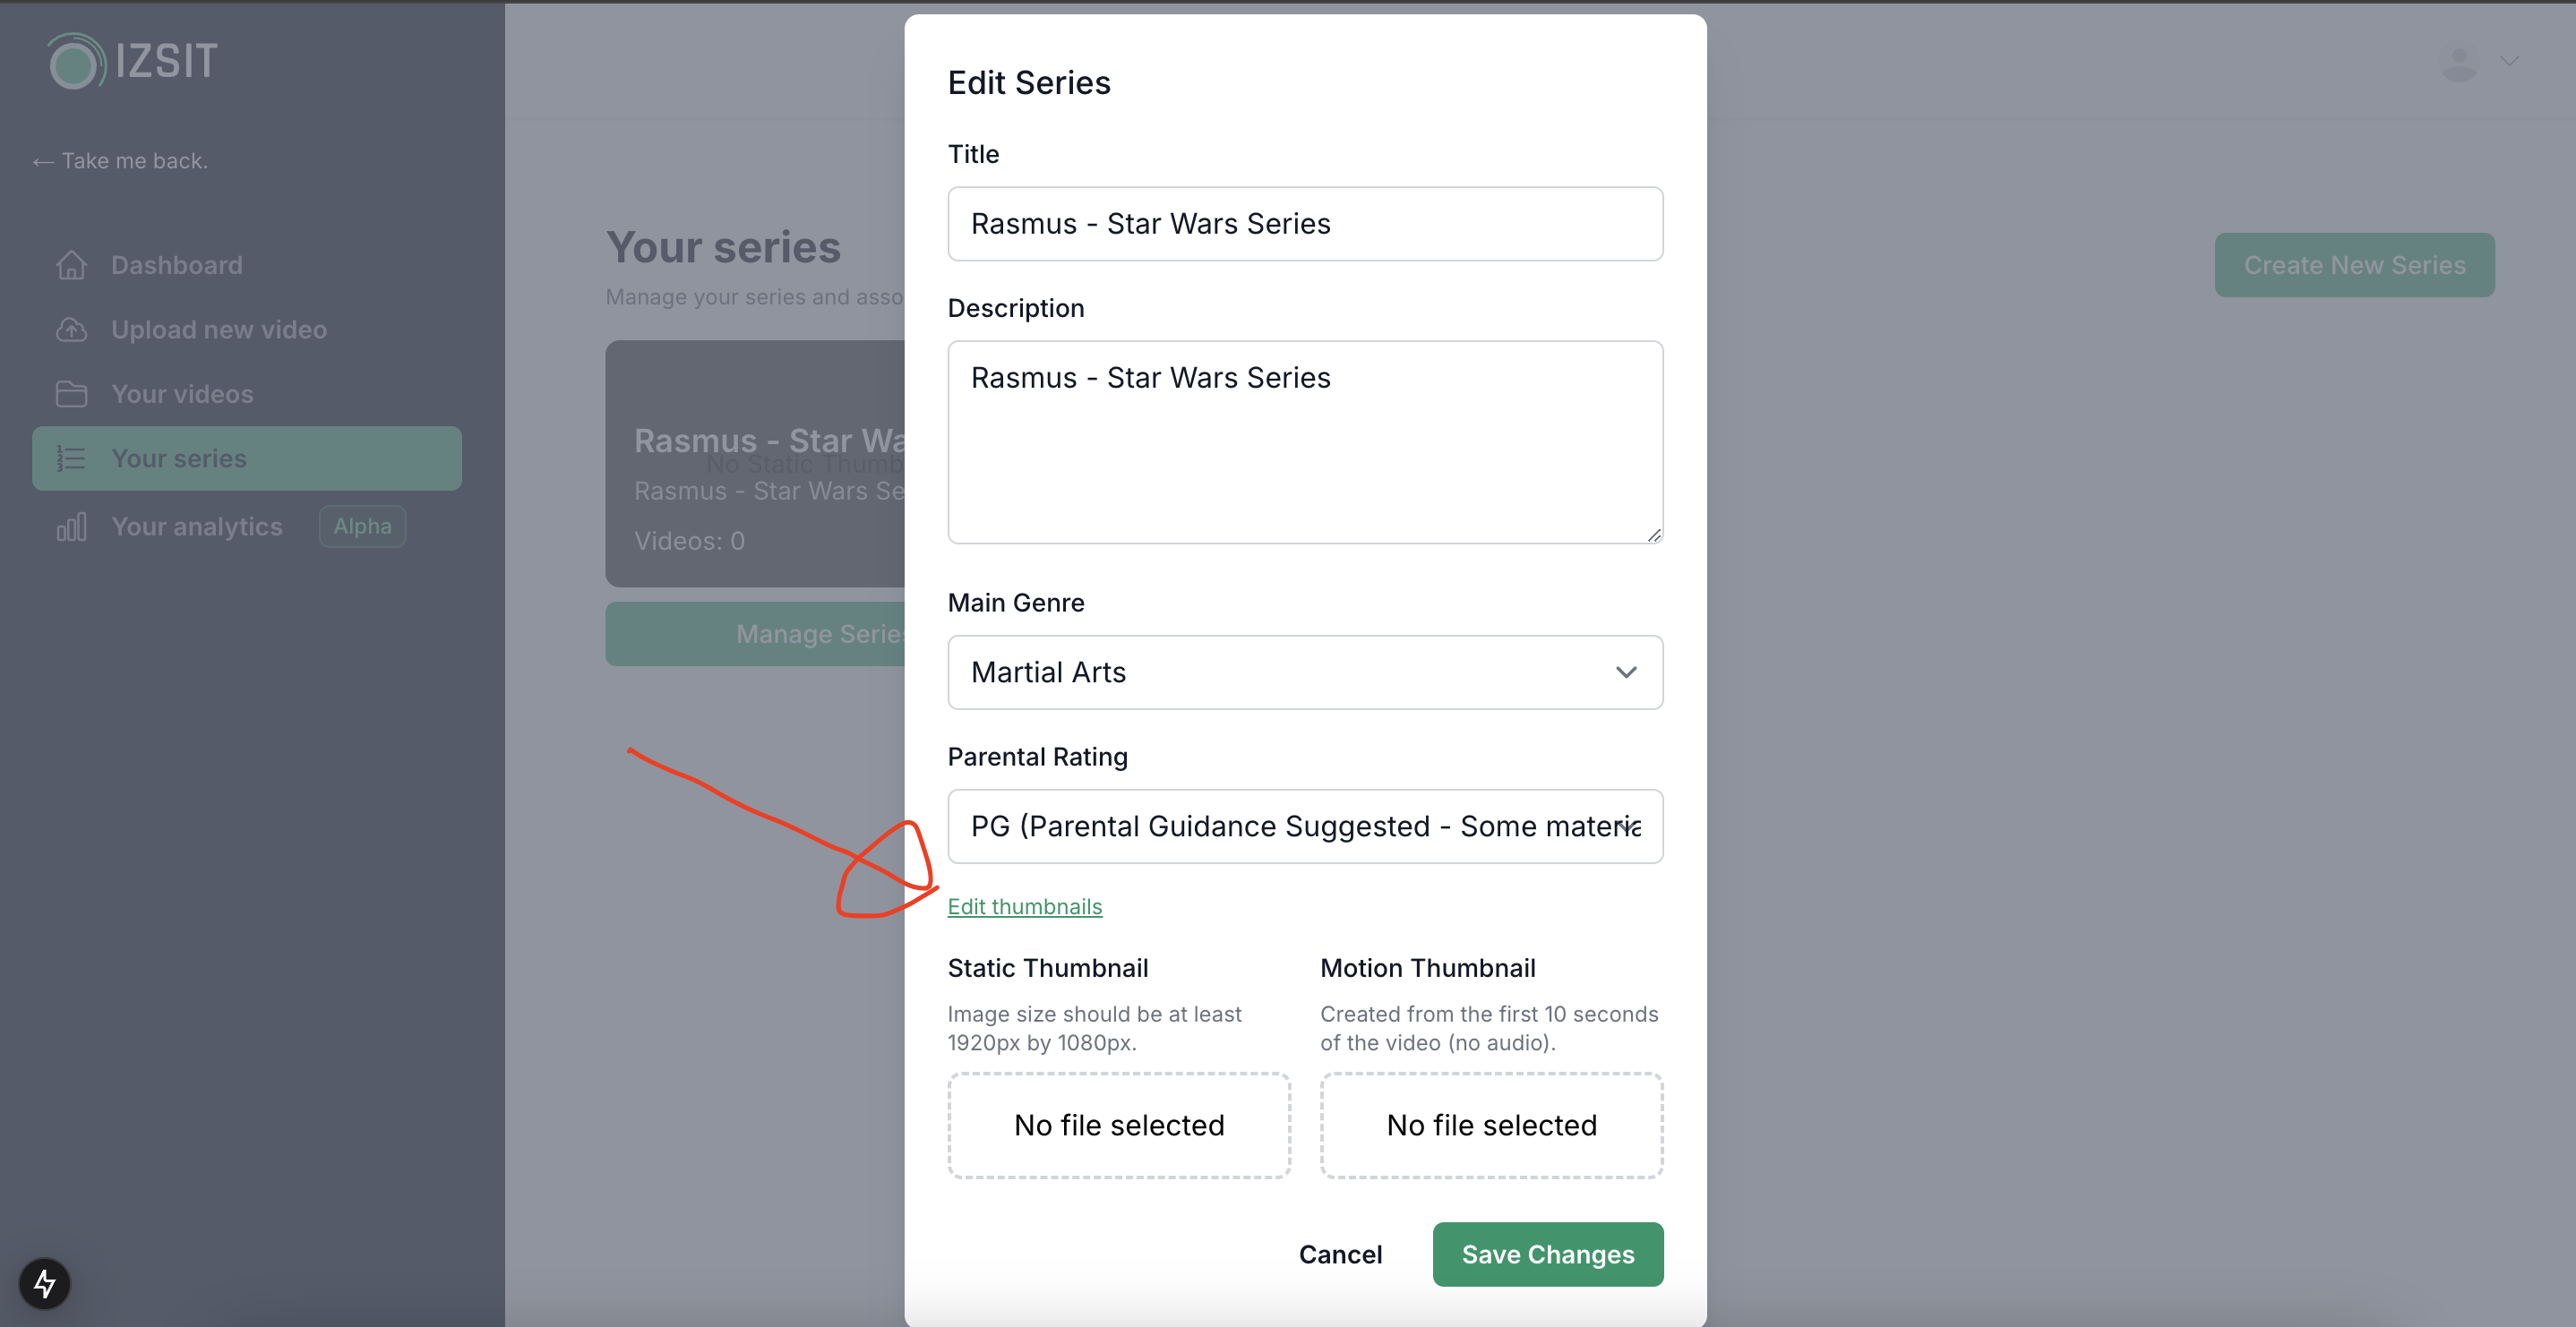 IZSIT
← Take me back.
Dashboard
Upload new video
Your videos
Your series
Your analytics
Alpha
Your series
Manage your series and asso
Create New Series
Rasmus - Star Wa
No Static Thumb
Rasmus - Star Wars Se
Videos: 0
Manage Series
Edit Series
Title
Rasmus - Star Wars Series
Description
Rasmus - Star Wars Series
Main Genre
Martial Arts
Parental Rating
PG (Parental Guidance Suggested - Some materia
Edit thumbnails
Static Thumbnail
Image size should be at least
1920px by 1080px.
No file selected
Motion Thumbnail
Created from the first 10 seconds
of the video (no audio).
No file selected
Cancel
Save Changes